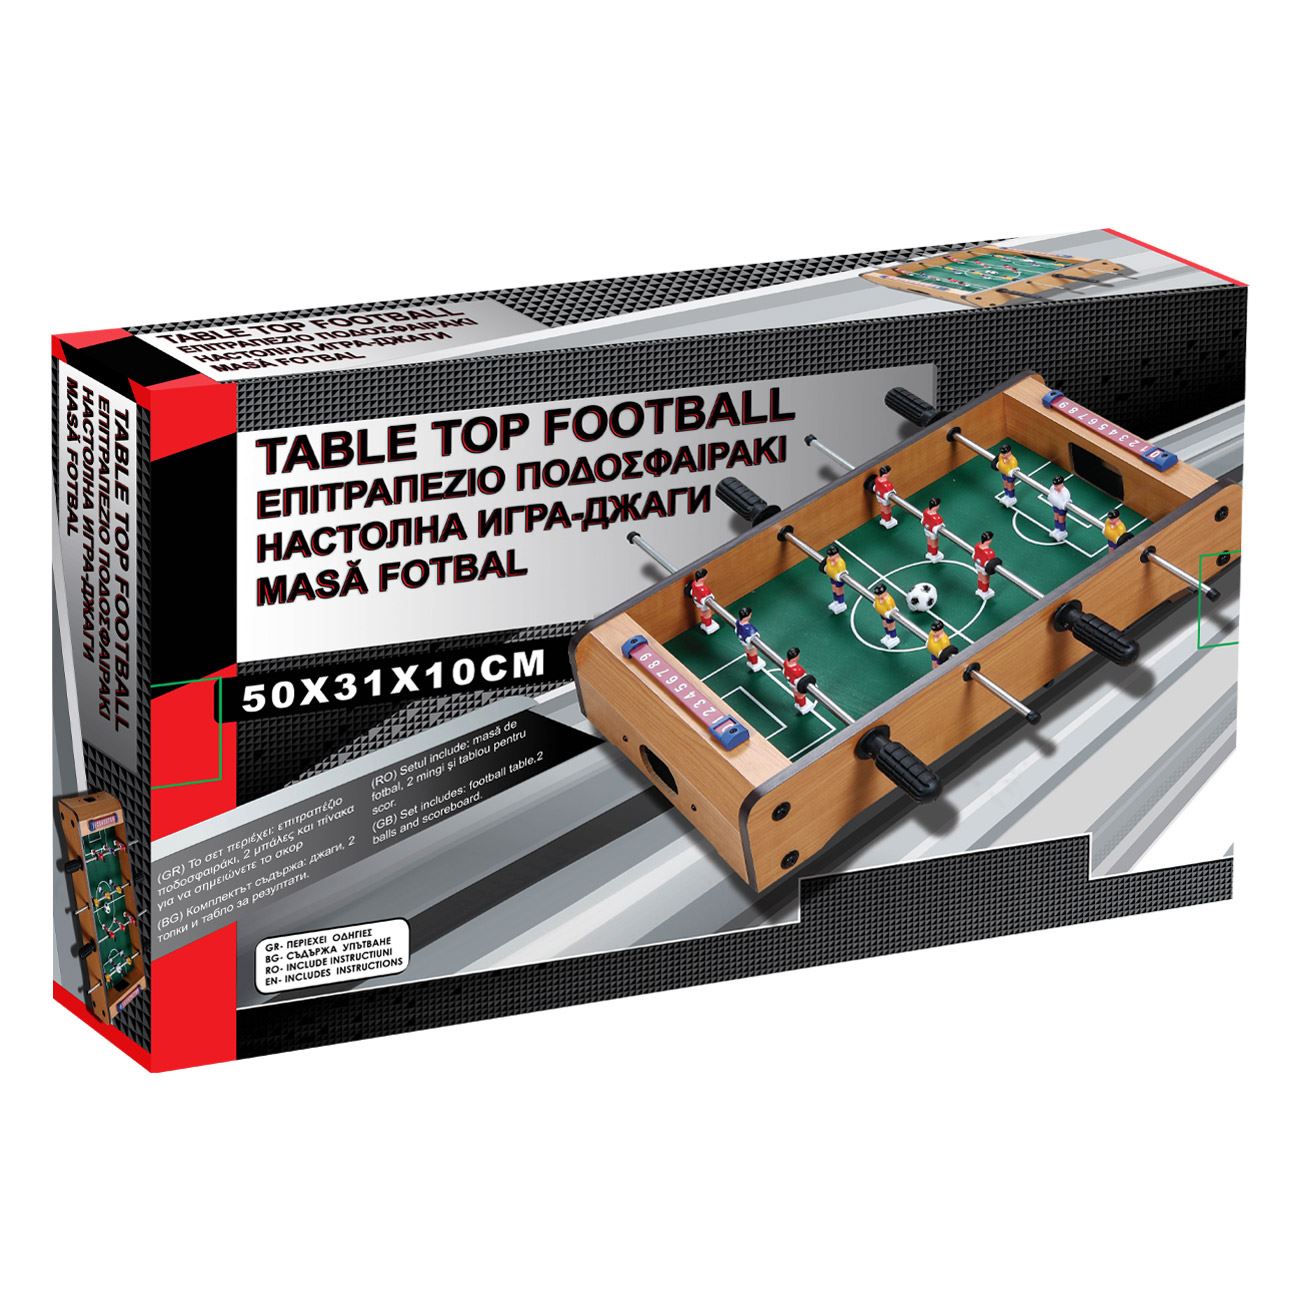 TABLE TOP FOOTBALL
ΕΠΙΤΡΑΠΕΖΙΟ ΠΟΔΟΣΦΑΙΡΑΚΙ
НАСТОЛНА ИГРА-ДЖАГИ
MASĂ FOTBAL
TABLE TOP FOOTBALL
ΕΠΙΤΡΑΠΕΖΙΟ ΠΟΔΟΣΦΑΙΡΑΚΙ
НАСТОЛНА ИГРА-ДЖАГИ
MASĂ FOTBAL
TABLE TOP FOOTBALL
ΕΠΙΤΡΑΠΕΖΙΟ ΠΟΔΟΣΦΑΙΡΑΚΙ
НАСТОЛНА ИГРА-ДЖАГИ
MASĂ FOTBAL
0123456789
123456789
50X31X10CM
(GR) Το σετ περιέχει: επιτραπέζιο
ποδοσφαιράκι, 2 μπάλες και πίνακα
για να σημειώνετε το σκορ
(BG) Комплектът съдържа: джаги, 2
топки и табло за резултати.
(RO) Setul include: masă de
fotbal, 2 mingi și tablou pentru
scor.
(GB) Set includes: football table,2
balls and scoreboard.
GR- ΠΕΡΙΕΧΕΙ ΟΔΗΓΙΕΣ
BG- СЪДЪРЖА УПЪТВАНЕ
RO- INCLUDE INSTRUCTIUNI
EN- INCLUDES INSTRUCTIONS